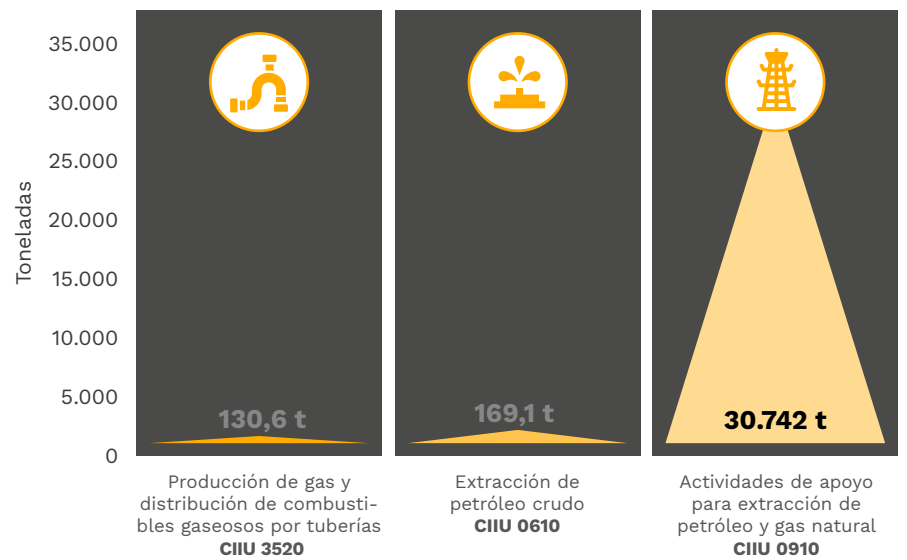 Toneladas
35.000
30.000
25.000
20.000
15.000
10.000
5.000
0
130,6 t
169,1 t
30.742 t
Producción de gas y
distribución de combusti-
bles gaseosos por tuberías
CIIU 3520
Extracción de
petróleo crudo
CIIU 0610
Actividades de apoyo
para extracción de
petróleo y gas natural
CIIU 0910